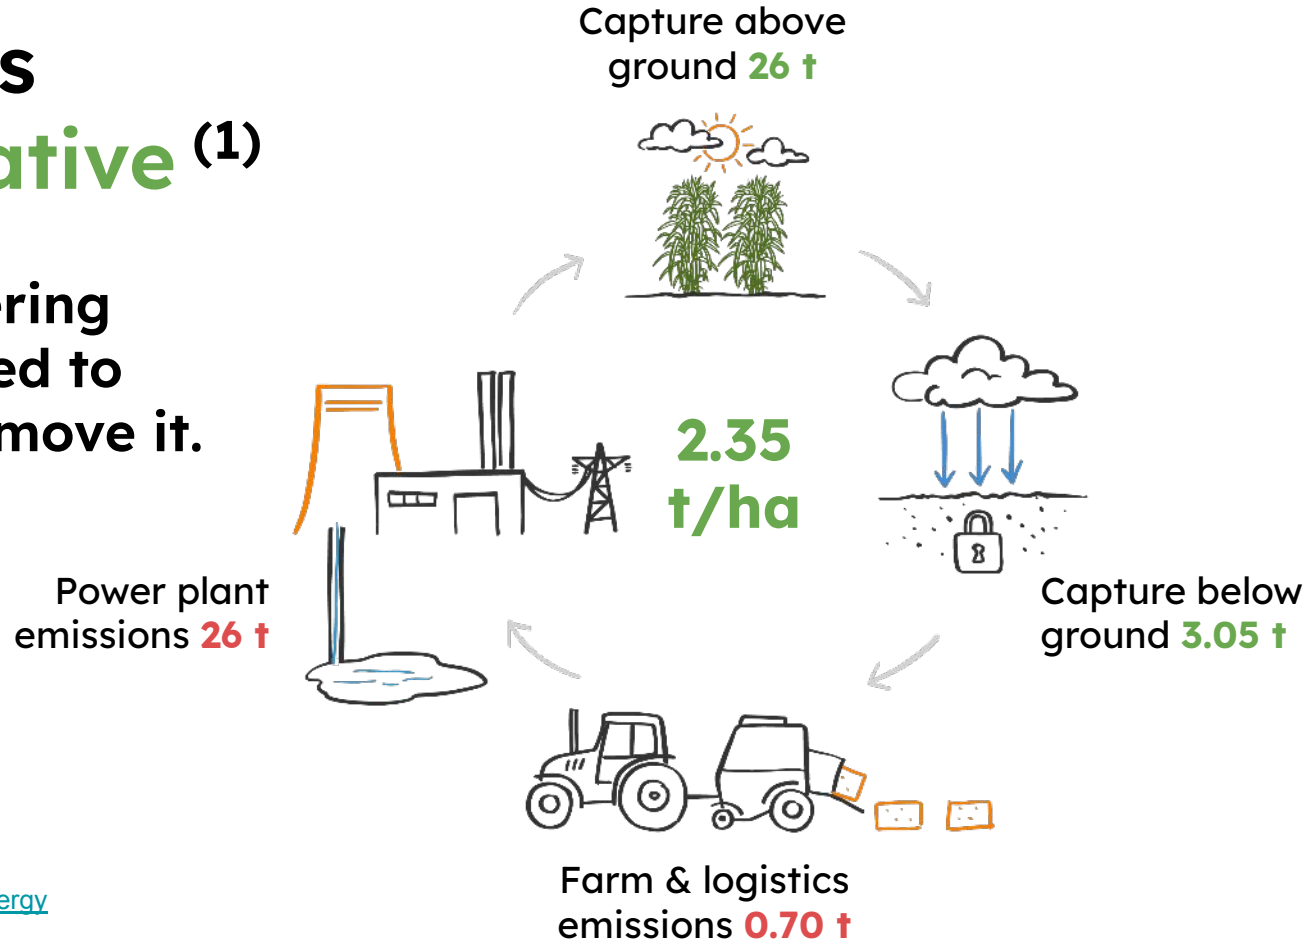 s
ative (1)
ering
ed to
move it.
Capture above
ground 26 t
2.35
t/ha
Power plant
emissions 26 t
Capture below
ground 3.05 t
Farm & logistics
emissions 0.70 t
ergy